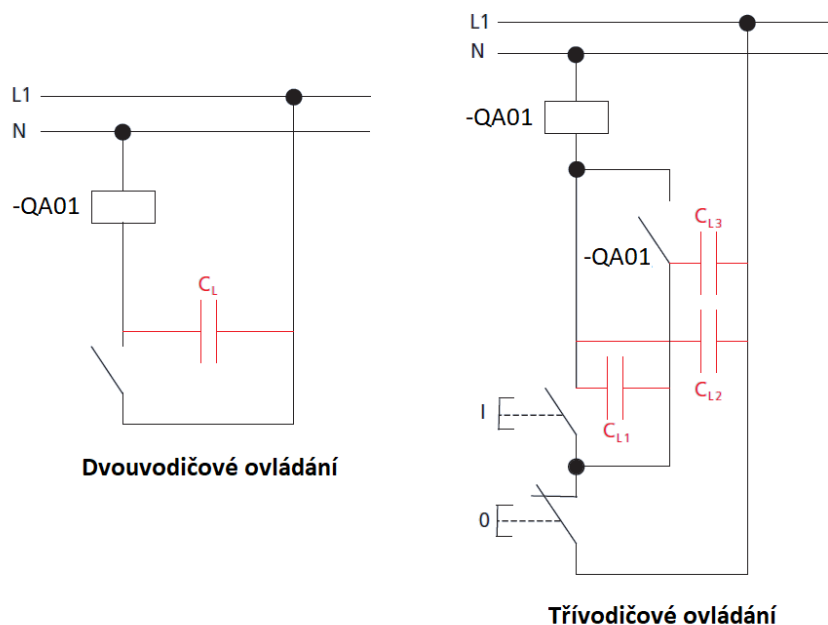 L1
N
-QA01
CL
Dvouvodičové ovládání
L1
N
-QA01
CL3
-QA01
CL2
I
CL1
0
Třívodičové ovládání